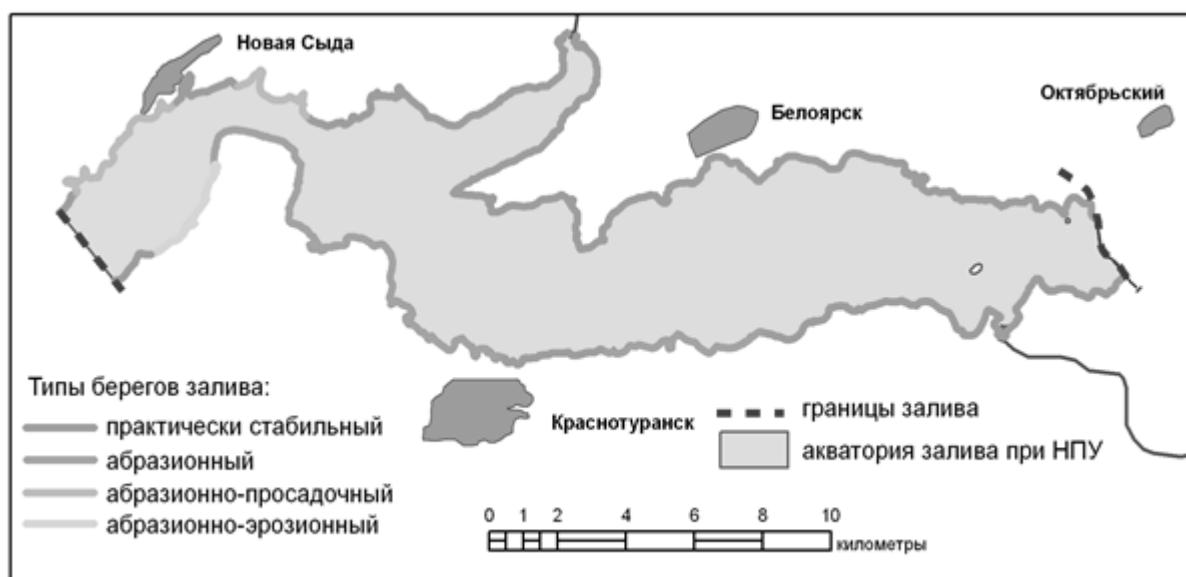 Новая Сыда
Белоярск
Октябрьский
Краснотуранск
Типы берегов залива:
практически стабильный
абразионный
абразионно-просадочный
абразионно-эрозионный
границы залива
акватория залива при НПУ
0 1 2 4 6 8 10
километры